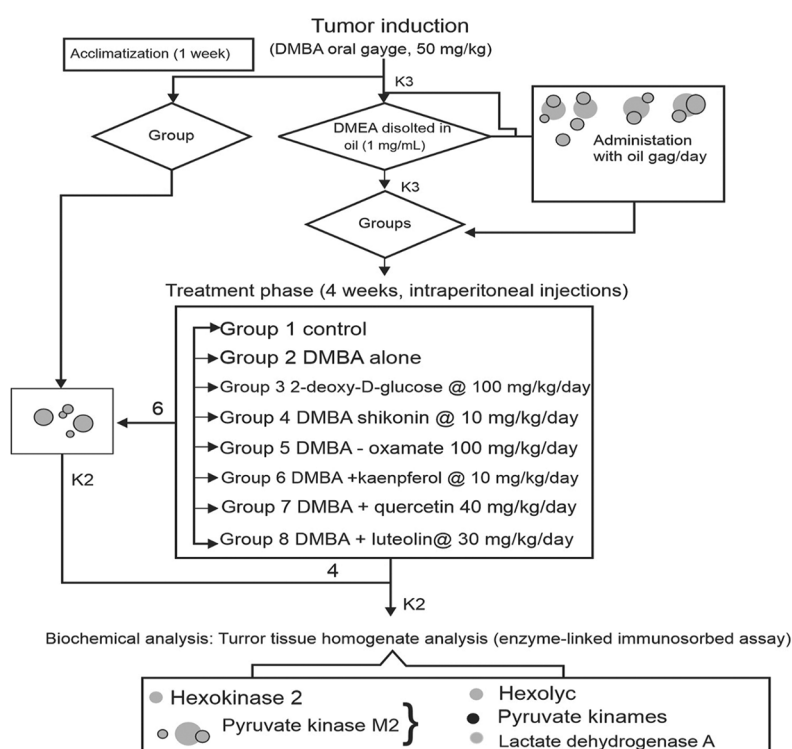 Tumor induction
(DMBA oral gayge, 50 mg/kg)
Acclimatization (1 week)
K3
Group
DMEA disolted in
oil (1 mg/mL)
Administation
with oil gag/day
K3
Groups
Treatment phase (4 weeks, intraperitoneal injections)
Group 1 control
Group 2 DMBA alone
Group 3 2-deoxy-D-glucose @ 100 mg/kg/day
Group 4 DMBA shikonin @ 10 mg/kg/day
Group 5 DMBA - oxamate 100 mg/kg/day
Group 6 DMBA +kaenpferol @ 10 mg/kg/day
Group 7 DMBA + quercetin 40 mg/kg/day
Group 8 DMBA + luteolin@ 30 mg/kg/day
6
K2
4
K2
Biochemical analysis: Turror tissue homogenate analysis (enzyme-linked immunosorbed assay)
Hexokinase 2
Pyruvate kinase M2 }
Hexolyc
Pyruvate kinames
Lactate dehydrogenase A